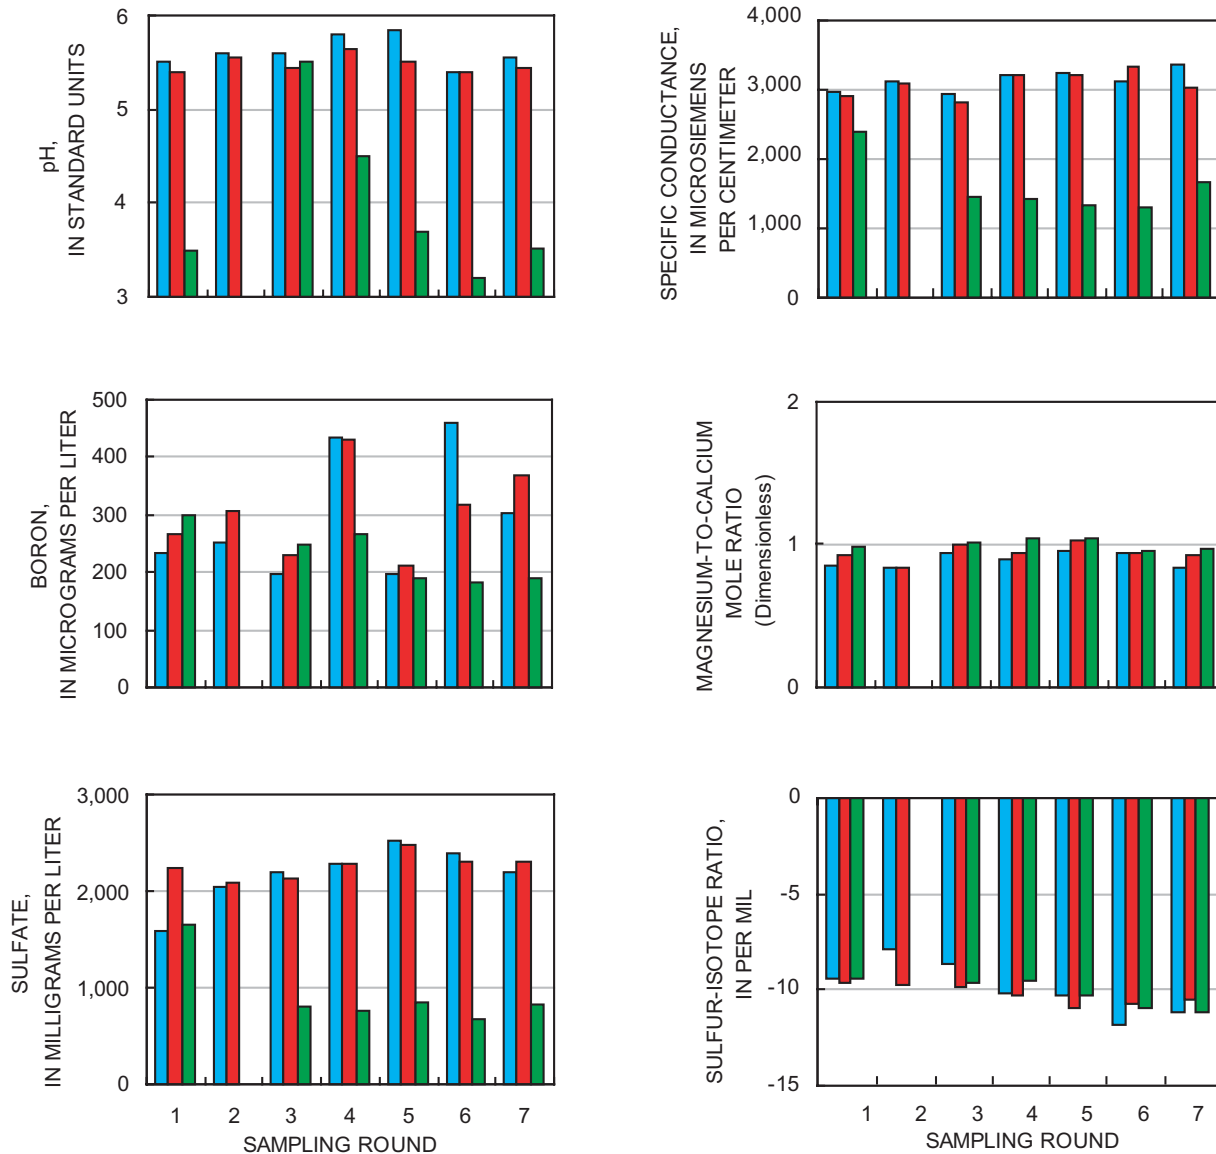 pH,
IN STANDARD UNITS
6
5
4
3
SPECIFIC CONDUCTANCE,
IN MICROSIEMENS
PER CENTIMETER
4,000
3,000
2,000
1,000
0
BORON,
IN MICROGRAMS PER LITER
500
400
300
200
100
0
MAGNESIUM-TO-CALCIUM
MOLE RATIO
(Dimensionless)
2
1
0
SULFATE,
IN MILLIGRAMS PER LITER
3,000
2,000
1,000
0
1 2 3 4 5 6 7
SAMPLING ROUND
SULFUR-ISOTOPE RATIO,
IN PER MIL
0
-5
-10
-15
1 2 3 4 5 6 7
SAMPLING ROUND